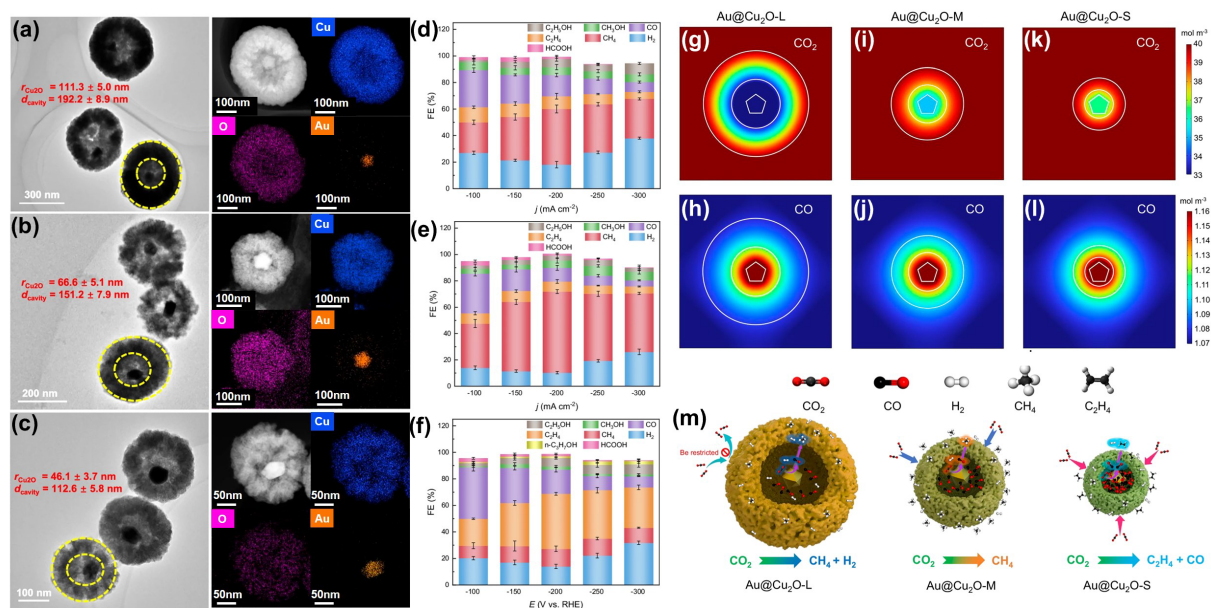 (a)
r_Cu2O = 111.3 ± 5.0 nm
d_cavity = 192.2 ± 8.9 nm
300 nm
Cu
100nm
100nm
O
Au
100nm
100nm
(b)
r_Cu2O = 66.6 ± 5.1 nm
d_cavity = 151.2 ± 7.9 nm
200 nm
Cu
100nm
100nm
O
Au
100nm
100nm
(c)
r_Cu2O = 46.1 ± 3.7 nm
d_cavity = 112.6 ± 5.8 nm
100 nm
Cu
50nm
50nm
O
Au
50nm
50nm
(d)
C₂H₅OH CH₃OH CO
C₂H₄ CH₄ H₂
HCOOH
FE (%)
0 20 40 60 80 100 120
-100 -150 -200 -250 -300
j (mA cm⁻²)
(e)
C₂H₅OH CH₃OH CO
C₂H₄ CH₄ H₂
HCOOH
FE (%)
0 20 40 60 80 100 120
-100 -150 -200 -250 -300
j (mA cm⁻²)
(f)
C₂H₅OH CH₃OH CO
C₂H₄ CH₄ H₂
n-C₃H₇OH HCOOH
FE (%)
0 20 40 60 80 100 120
-100 -150 -200 -250 -300
E (V vs. RHE)
Au@Cu₂O-L Au@Cu₂O-M Au@Cu₂O-S
(g) CO₂
(i) CO₂
(k) CO₂
mol m⁻³
40
39
38
37
36
35
34
33
(h) CO
(j) CO
(l) CO
mol m⁻³
1.16
1.15
1.14
1.13
1.12
1.11
1.10
1.09
1.08
1.07
CO₂ CO H₂ CH₄ C₂H₄
(m)
Be restricted
CO₂ CH₄ + H₂
Au@Cu₂O-L
CO₂ CH₄
Au@Cu₂O-M
CO₂ C₂H₄ + CO
Au@Cu₂O-S